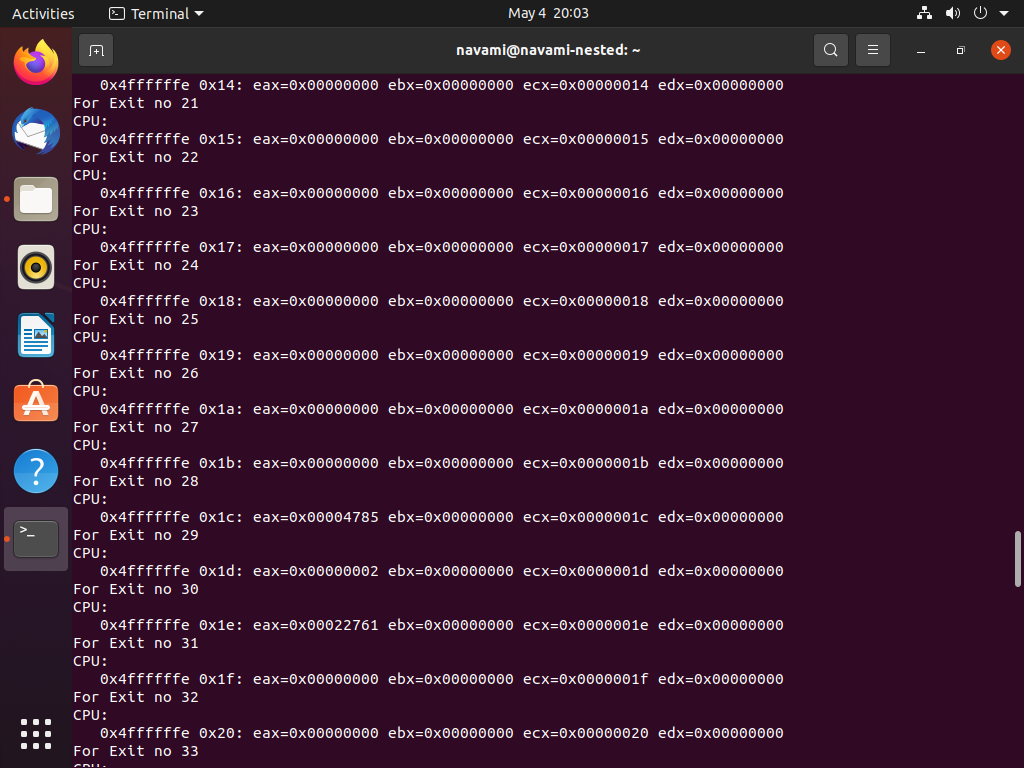 Activities Terminal May 4 20:03
navami@navami-nested: ~
   0x4ffffffe 0x14: eax=0x00000000 ebx=0x00000000 ecx=0x00000014 edx=0x00000000
For Exit no 21
CPU:
   0x4ffffffe 0x15: eax=0x00000000 ebx=0x00000000 ecx=0x00000015 edx=0x00000000
For Exit no 22
CPU:
   0x4ffffffe 0x16: eax=0x00000000 ebx=0x00000000 ecx=0x00000016 edx=0x00000000
For Exit no 23
CPU:
   0x4ffffffe 0x17: eax=0x00000000 ebx=0x00000000 ecx=0x00000017 edx=0x00000000
For Exit no 24
CPU:
   0x4ffffffe 0x18: eax=0x00000000 ebx=0x00000000 ecx=0x00000018 edx=0x00000000
For Exit no 25
CPU:
   0x4ffffffe 0x19: eax=0x00000000 ebx=0x00000000 ecx=0x00000019 edx=0x00000000
For Exit no 26
CPU:
   0x4ffffffe 0x1a: eax=0x00000000 ebx=0x00000000 ecx=0x0000001a edx=0x00000000
For Exit no 27
CPU:
   0x4ffffffe 0x1b: eax=0x00000000 ebx=0x00000000 ecx=0x0000001b edx=0x00000000
For Exit no 28
CPU:
   0x4ffffffe 0x1c: eax=0x00004785 ebx=0x00000000 ecx=0x0000001c edx=0x00000000
For Exit no 29
CPU:
   0x4ffffffe 0x1d: eax=0x00000002 ebx=0x00000000 ecx=0x0000001d edx=0x00000000
For Exit no 30
CPU:
   0x4ffffffe 0x1e: eax=0x00022761 ebx=0x00000000 ecx=0x0000001e edx=0x00000000
For Exit no 31
CPU:
   0x4ffffffe 0x1f: eax=0x00000000 ebx=0x00000000 ecx=0x0000001f edx=0x00000000
For Exit no 32
CPU:
   0x4ffffffe 0x20: eax=0x00000000 ebx=0x00000000 ecx=0x00000020 edx=0x00000000
For Exit no 33
CPU: